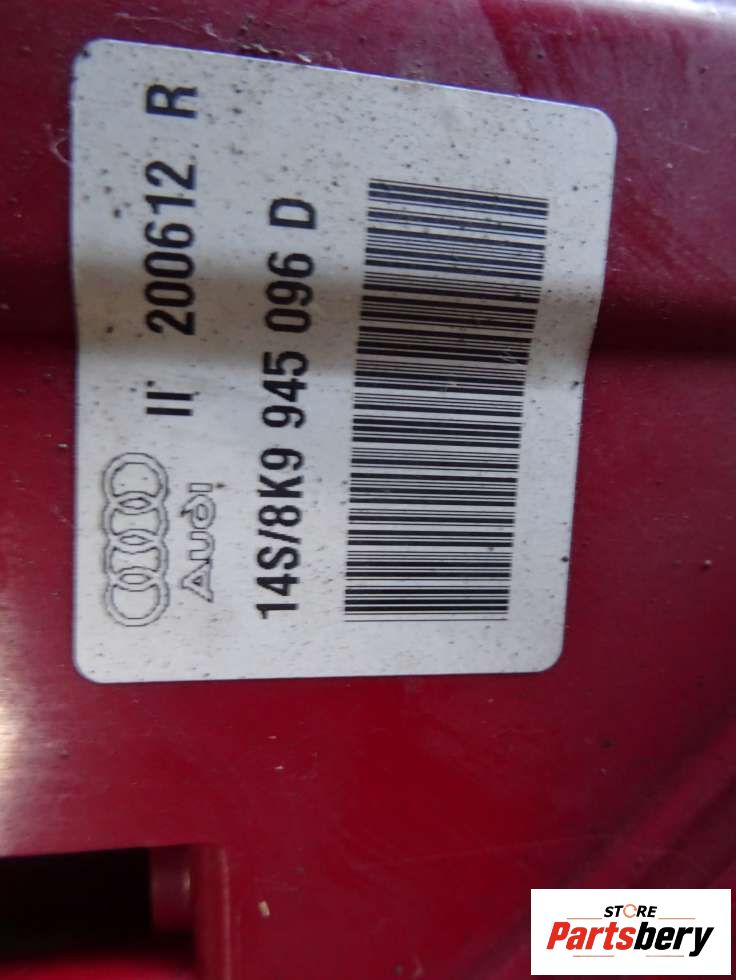 II 200612 R
Audi
14S/8K9 945 096 D
STORE
Partsbery